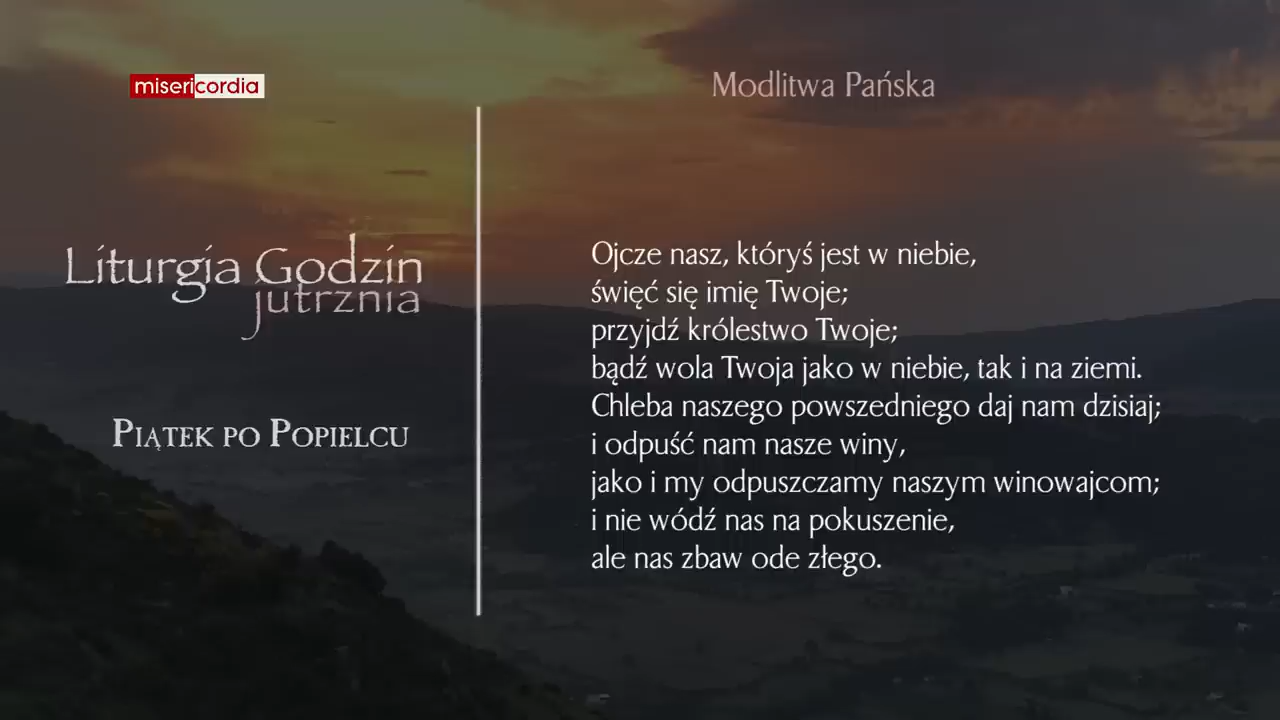 misericordia
Liturgia Godzin
jutrznia
Piątek po Popielcu
Modlitwa Pańska
Ojcze nasz, któryś jest w niebie,
święć się imię Twoje;
przyjdź królestwo Twoje;
bądź wola Twoja jako w niebie, tak i na ziemi.
Chleba naszego powszedniego daj nam dzisiaj;
i odpuść nam nasze winy,
jako i my odpuszczamy naszym winowajcom;
i nie wódź nas na pokuszenie,
ale nas zbaw ode złego.